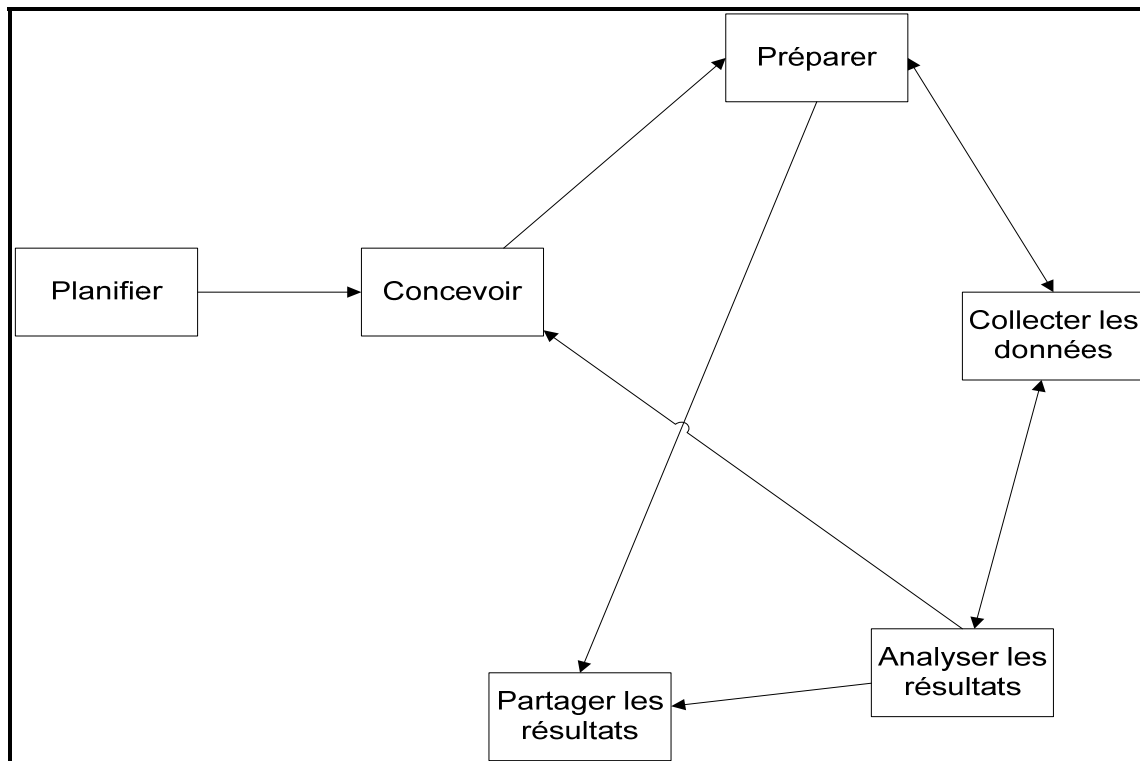 Préparer
Planifier
Concevoir
Collecter les
données
Analyser les
résultats
Partager les
résultats